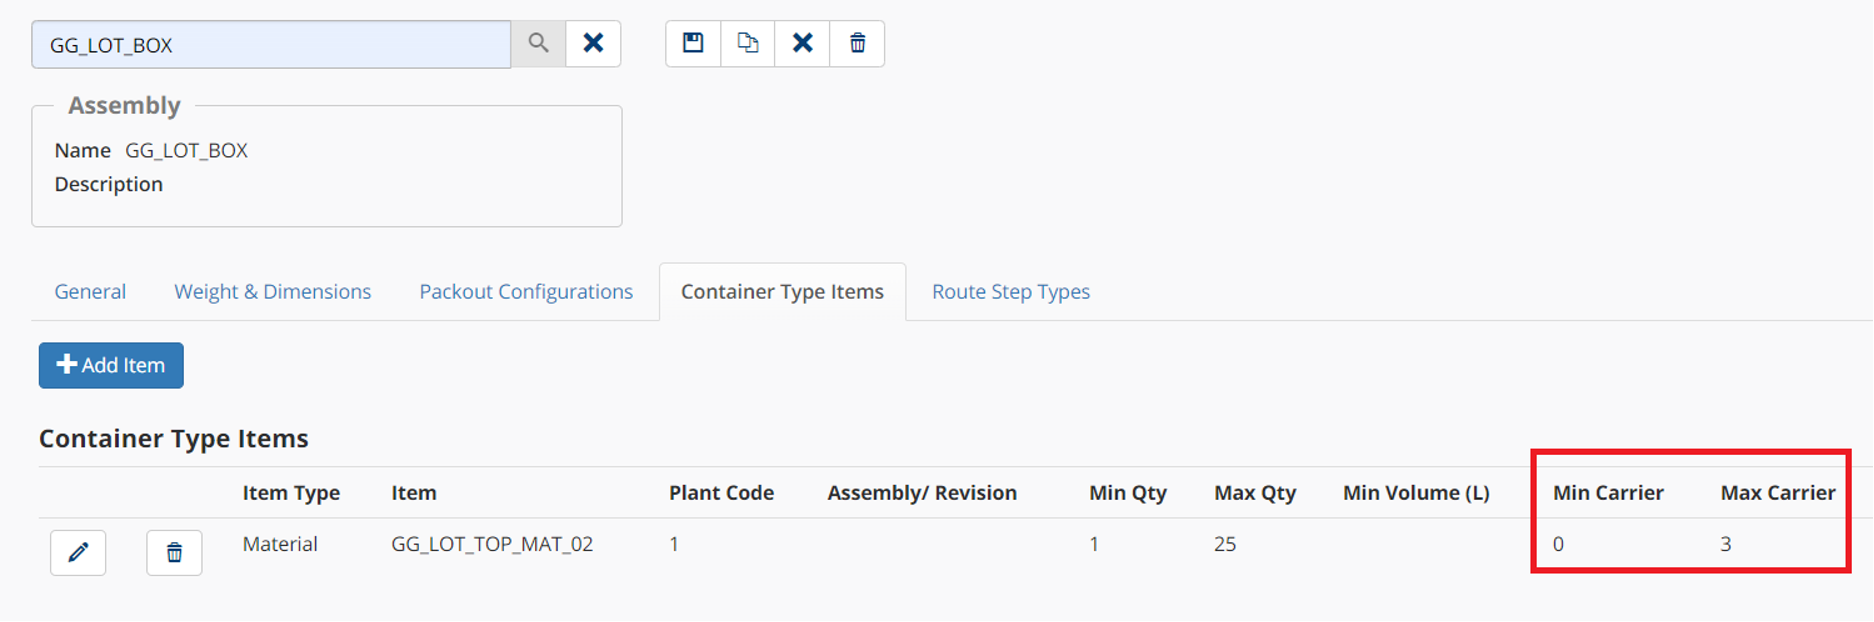 GG_LOT_BOX
Assembly
Name GG_LOT_BOX
Description
General Weight & Dimensions Packout Configurations Container Type Items Route Step Types
Add Item
Container Type Items
Item Type Item Plant Code Assembly/ Revision Min Qty Max Qty Min Volume (L) Min Carrier Max Carrier
Material GG_LOT_TOP_MAT_02 1 1 25 0 3